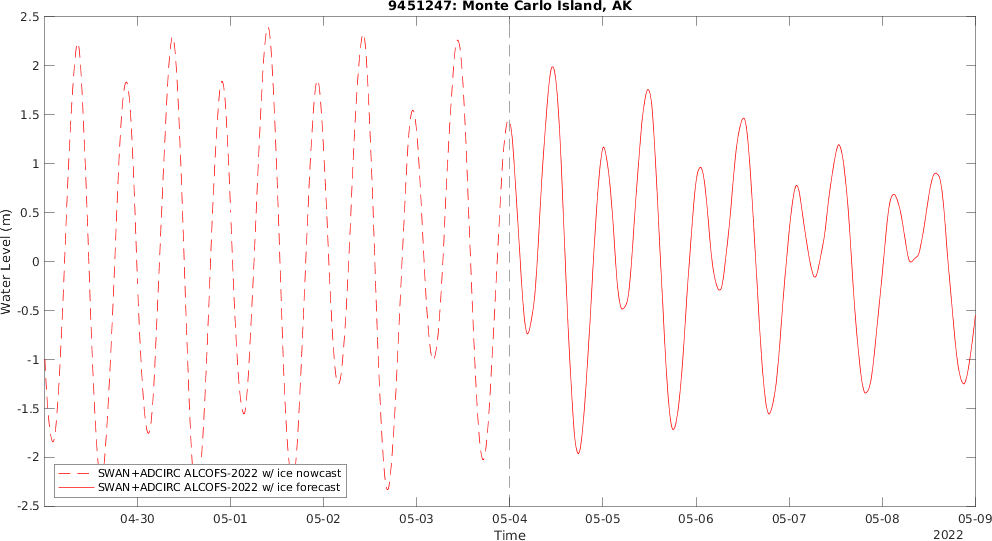 9451247: Monte Carlo Island, AK
2.5
2
1.5
1
0.5
0
-0.5
-1
-1.5
-2
-2.5
Water Level (m)
SWAN+ADCIRC ALCOFS-2022 w/ ice nowcast
SWAN+ADCIRC ALCOFS-2022 w/ ice forecast
04-30 05-01 05-02 05-03 05-04 05-05 05-06 05-07 05-08 05-09
Time
2022